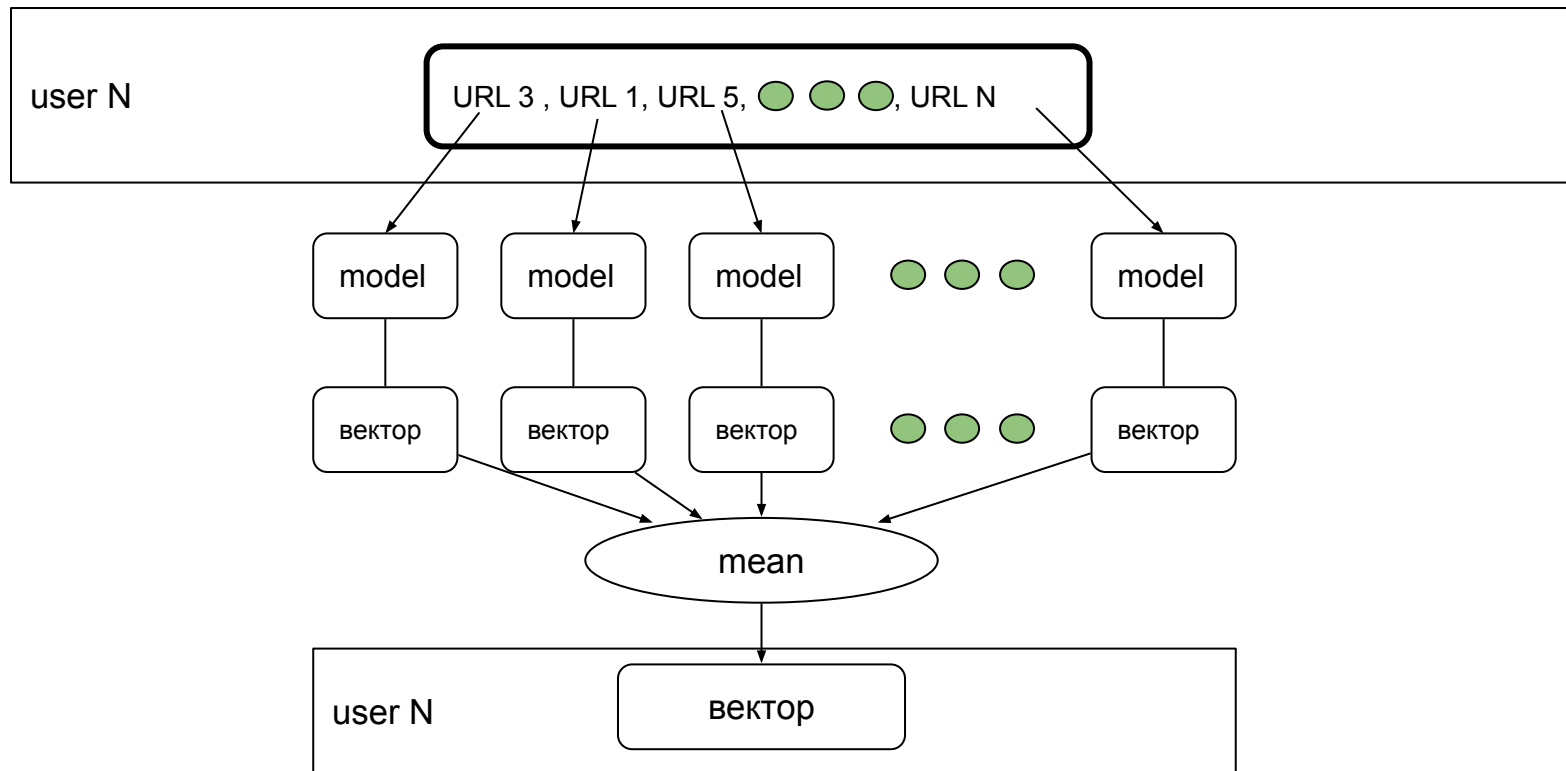 user N
URL 3 , URL 1, URL 5, , URL N
model model model model
вектор вектор вектор вектор
mean
user N вектор